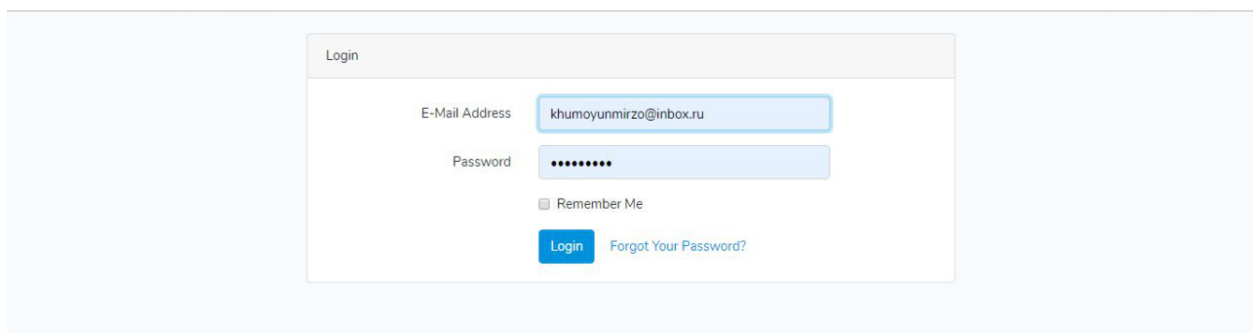 Login
E-Mail Address khumoyunmirzo@inbox.ru
Password •••••••••
Remember Me
Login Forgot Your Password?